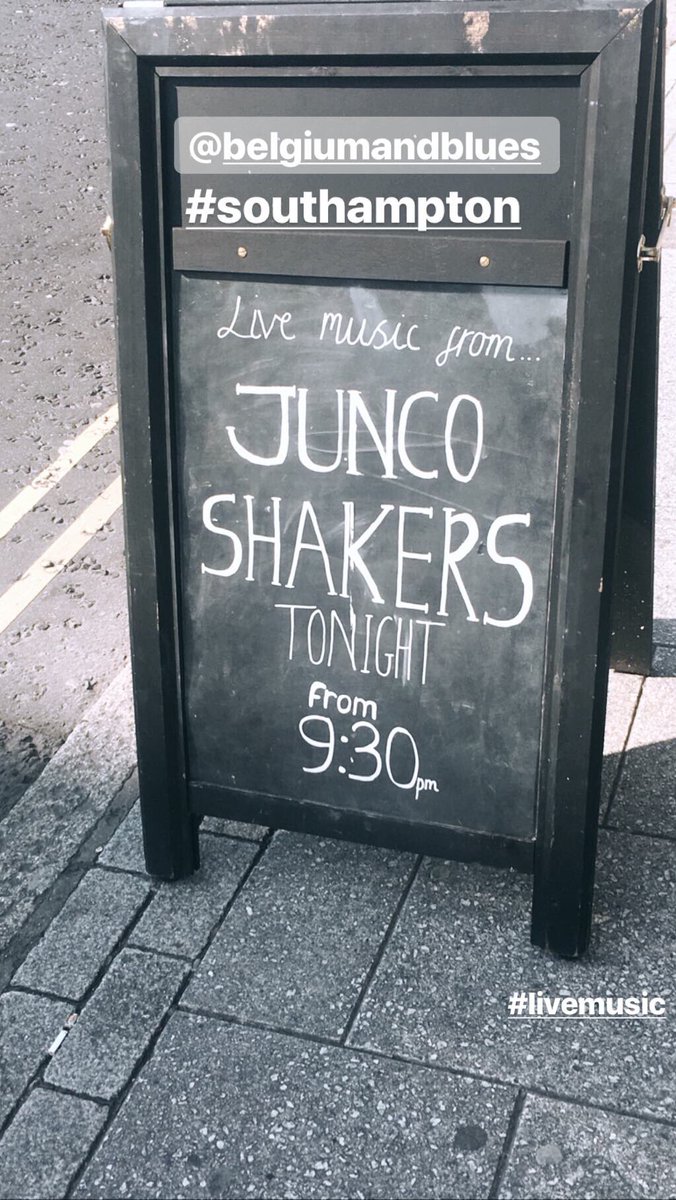 @belgiumandblues
#southampton
Live music from...
JUNCO
SHAKERS
TONIGHT
From
9:30pm
#livemusic